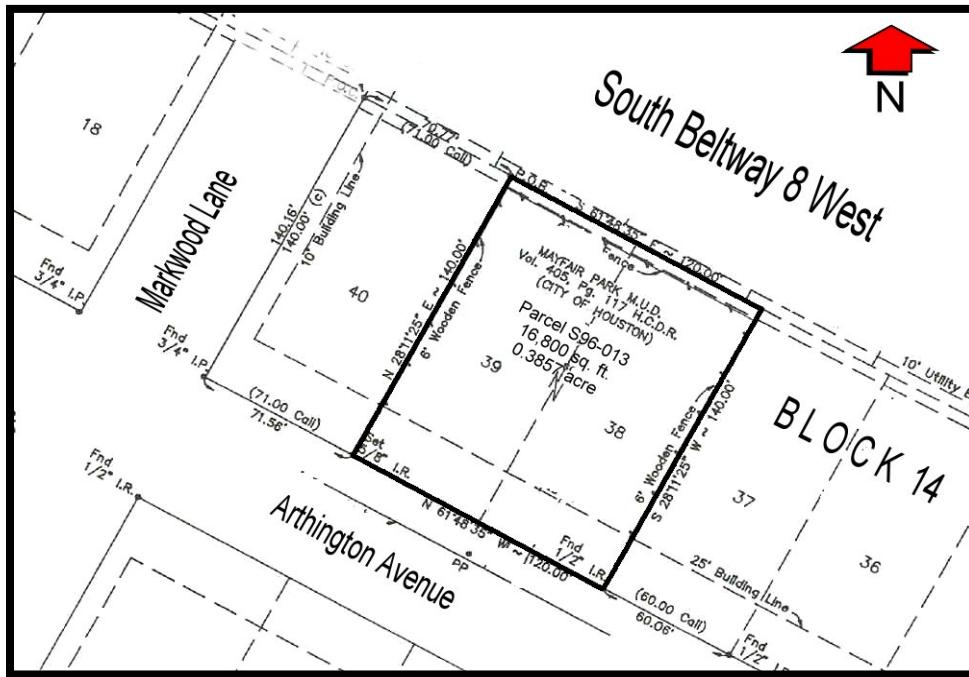 N
South Beltway 8 West
18
Markwood Lane
Fnd
3/4" I.P.
70.77'
(71.00 Call)
140.16'
140.00' (c)
10' Building Line
40
P.O.B.
S 61°48'35" E ~ 120.00'
Fence
MAYFAIR PARK M.U.D.
Vol. 405, Pg. 117 H.C.D.R.
(CITY OF HOUSTON)
Parcel S96-013
16,800 sq. ft.
0.3857 acre
N 28°11'25" E ~ 140.00'
6' Wooden Fence
39
38
6' Wooden Fence
S 28°11'25" W ~ 140.00'
10' Utility
BLOCK 14
37
36
25' Building Line
Fnd
3/4" I.P.
(71.00 Call)
71.56'
Set
5/8" I.R.
N 61°48'35" W ~ 120.00'
Fnd
1/2" I.R.
(60.00 Call)
60.06'
Fnd
1/2"
Fnd
1/2" I.R.
Arthington Avenue
PP